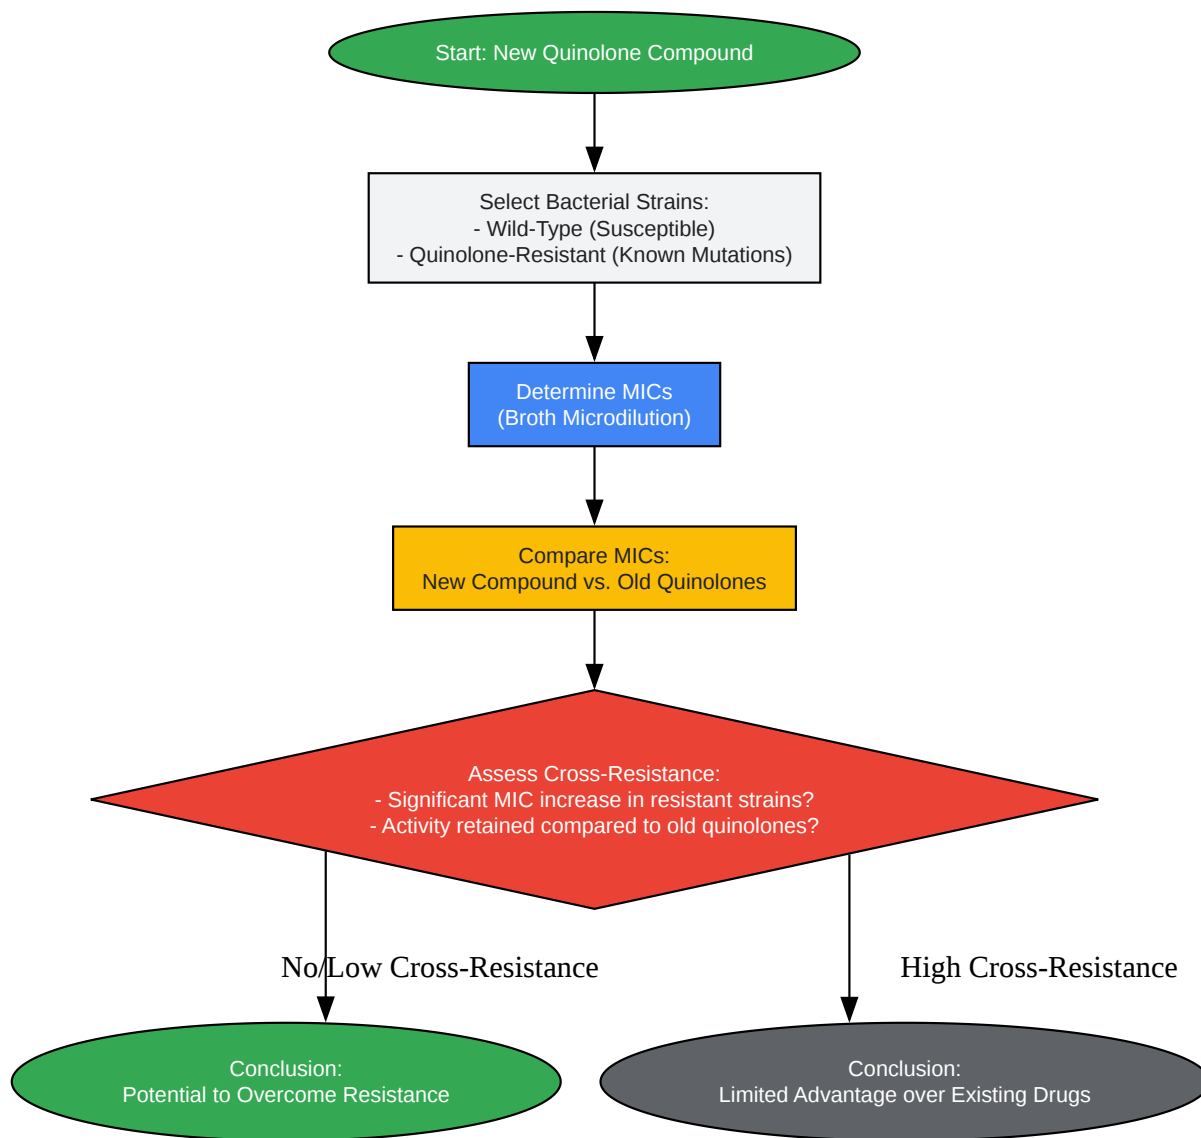 Start: New Quinolone Compound
Select Bacterial Strains:
- Wild-Type (Susceptible)
- Quinolone-Resistant (Known Mutations)
Determine MICs
(Broth Microdilution)
Compare MICs:
New Compound vs. Old Quinolones
Assess Cross-Resistance:
- Significant MIC increase in resistant strains?
- Activity retained compared to old quinolones?
No/Low Cross-Resistance
High Cross-Resistance
Conclusion:
Potential to Overcome Resistance
Conclusion:
Limited Advantage over Existing Drugs